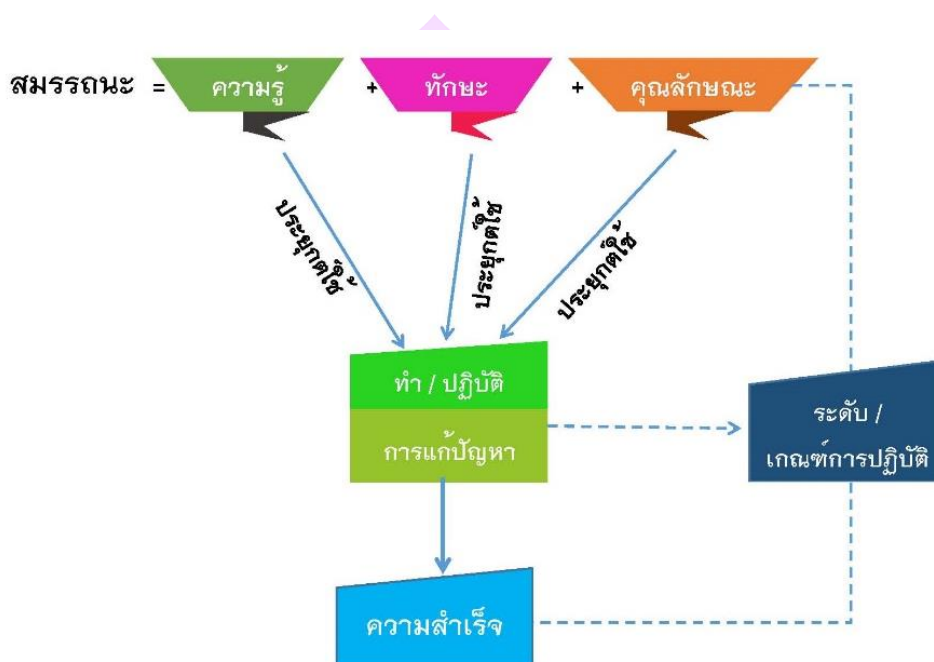 สมรรถนะ = ความรู้ + ทักษะ + คุณลักษณะ
ประยุกต์ใช้
ประยุกต์ใช้
ประยุกต์ใช้
ทำ / ปฏิบัติ
การแก้ปัญหา
ระดับ /
เกณฑ์การปฏิบัติ
ความสำเร็จ